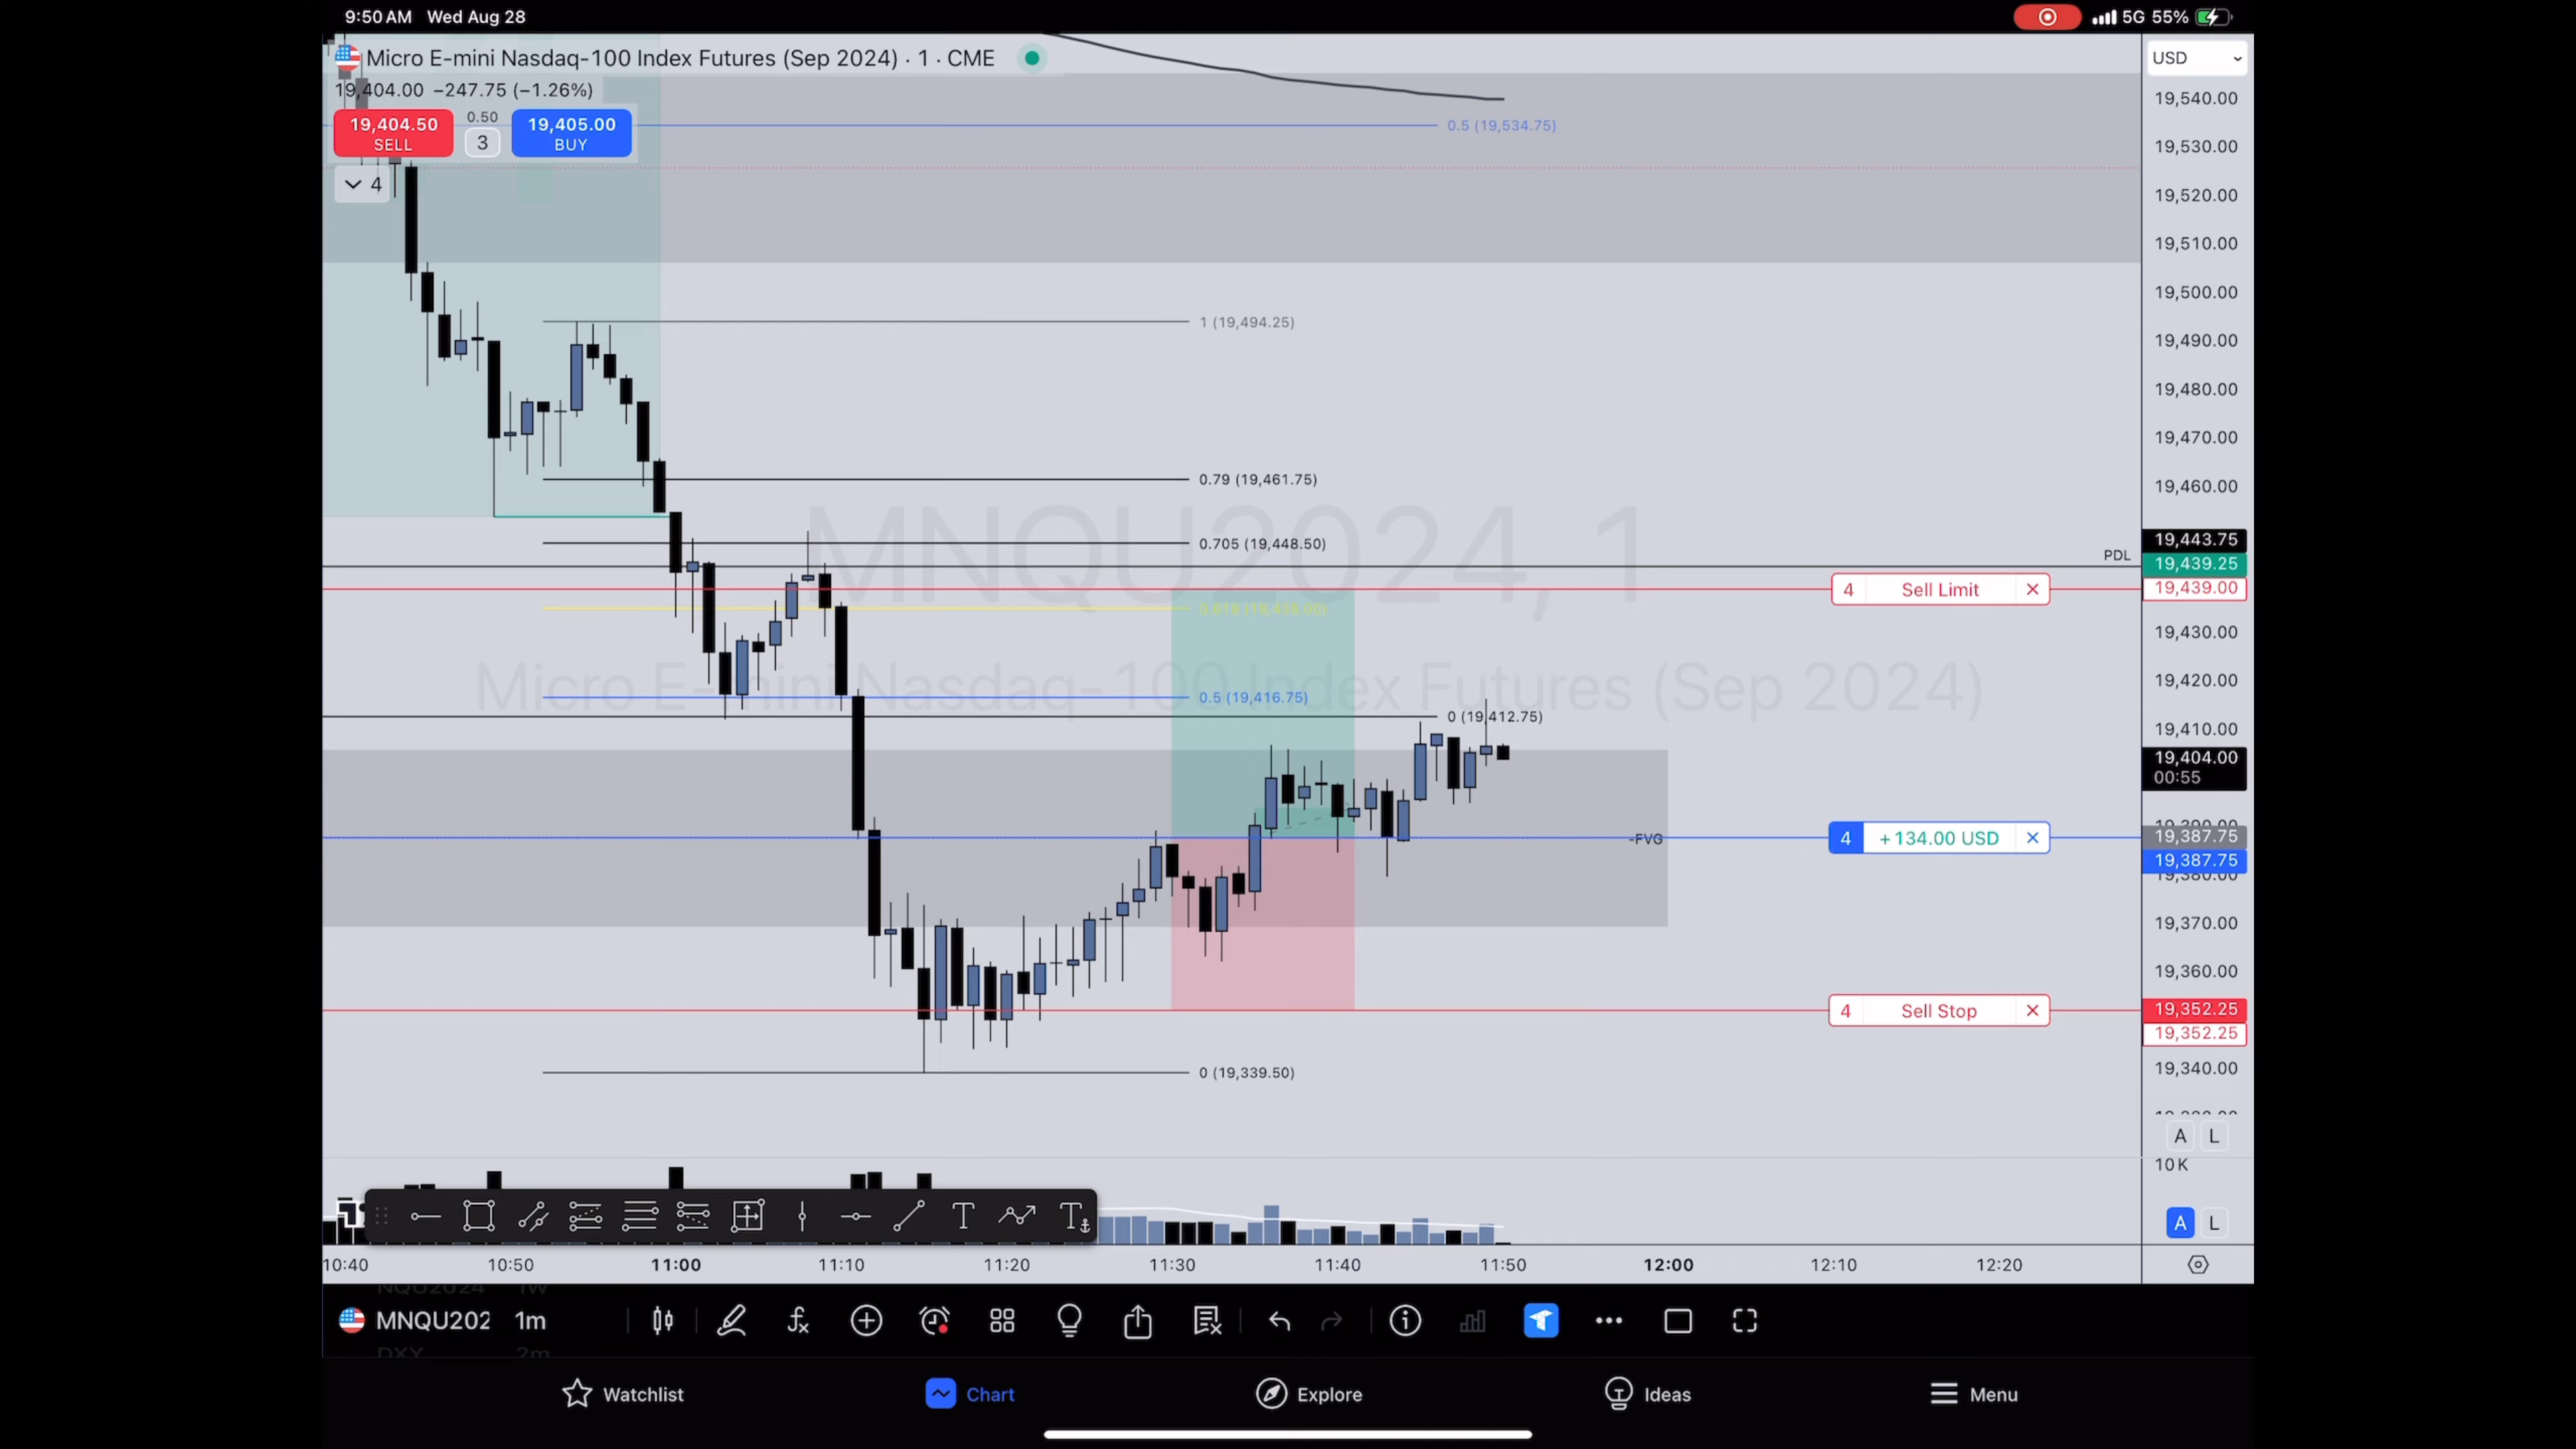 9:50 AM Wed Aug 28
5G 55%
Micro E-mini Nasdaq-100 Index Futures (Sep 2024) · 1 · CME
USD
19,404.00 −247.75 (−1.26%)
19,404.50
SELL
0.50
3
19,405.00
BUY
4
0.5 (19,534.75)
1 (19,494.25)
0.79 (19,461.75)
0.705 (19,448.50)
0.5 (19,416.75)
0 (19,412.75)
0 (19,339.50)
MNQU2024, 1
Micro E-mini Nasdaq-100 Index Futures (Sep 2024)
PDL
-FVG
4 Sell Limit
4 +134.00 USD
4 Sell Stop
19,540.00
19,530.00
19,520.00
19,510.00
19,500.00
19,490.00
19,480.00
19,470.00
19,460.00
19,443.75
19,439.25
19,439.00
19,430.00
19,420.00
19,410.00
19,404.00
00:55
19,387.75
19,387.75
19,380.00
19,370.00
19,360.00
19,352.25
19,352.25
19,340.00
A L
10K
A L
10:40 10:50 11:00 11:10 11:20 11:30 11:40 11:50 12:00 12:10 12:20
NQU2024 1W
MNQU202 1m
DXY 2m
Watchlist
Chart
Explore
Ideas
Menu